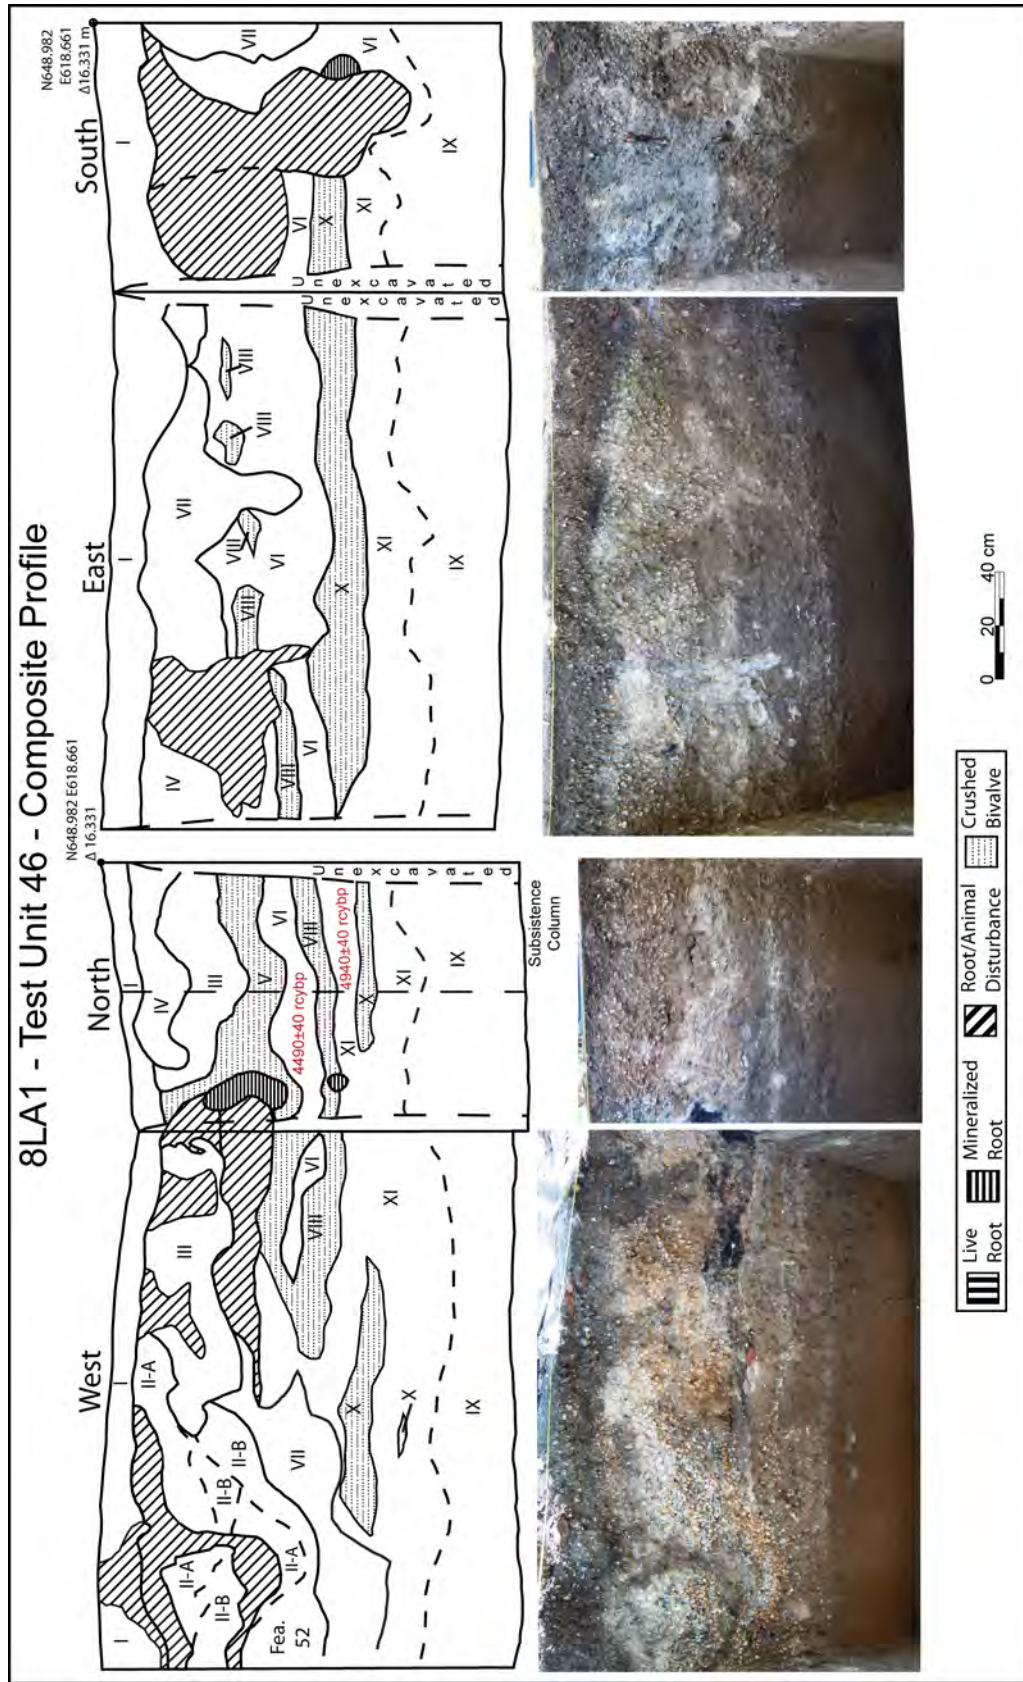 8LA1 - Test Unit 46 - Composite Profile
West
North
East
South
N648.982 E618.661
Δ 16.331
N648.982
E618.661
Δ16.331 m
I
I
II-A
II-A
II-B
II-B
II-B
II-A
Fea.
52
III
VII
VIII
VI
X
X
XI
IX
I
IV
III
V
VI
VIII
4490±40 rcybp
4940±40 rcybp
XI
X
XI
IX
Unexcavated
Subsistence
Column
I
IV
VII
VIII
VIII
VIII
VIII
VIII
VI
VI
X
XI
IX
Unexcavated
I
VII
VI
VI
X
XI
IX
Unexcavated
Live
Root
Mineralized
Root
Root/Animal
Disturbance
Crushed
Bivalve
0 20 40 cm